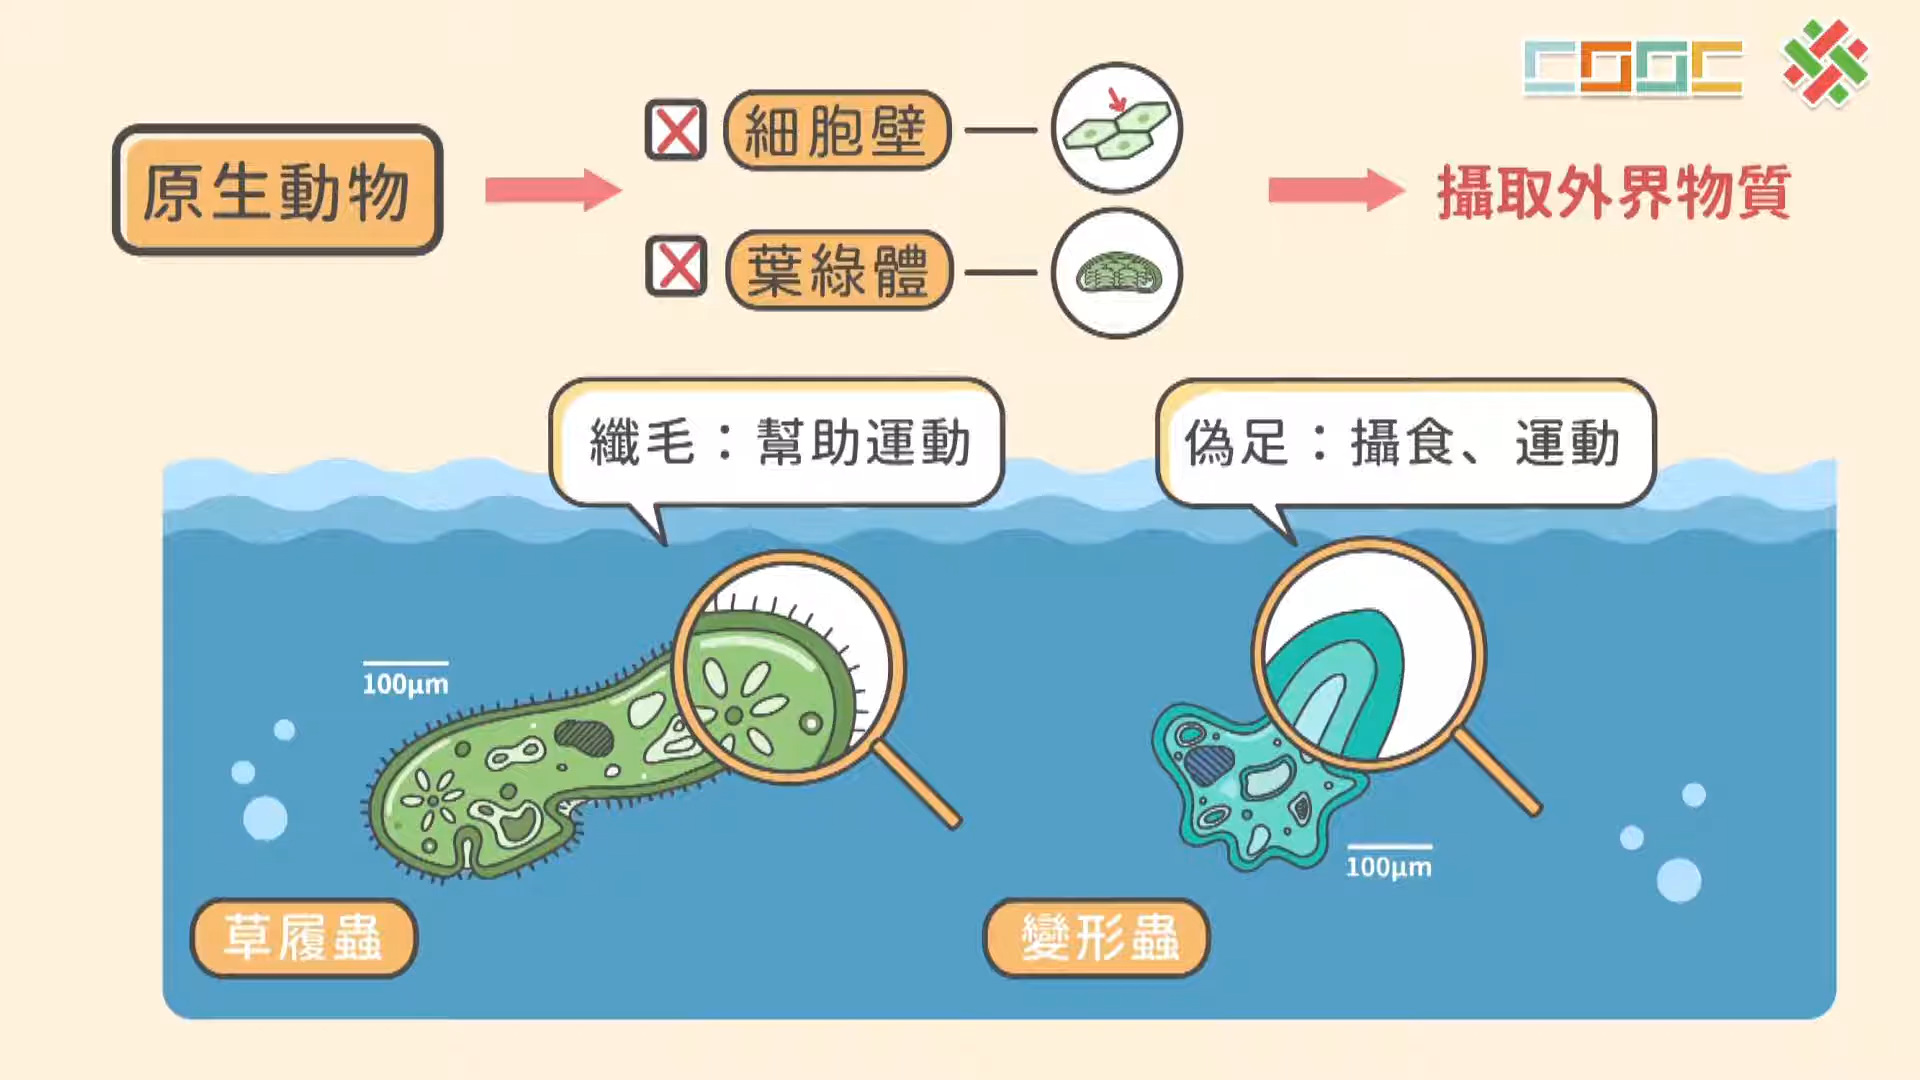 COOC
原生動物
細胞壁
葉綠體
攝取外界物質
纖毛：幫助運動
偽足：攝食、運動
100μm
100μm
草履蟲
變形蟲